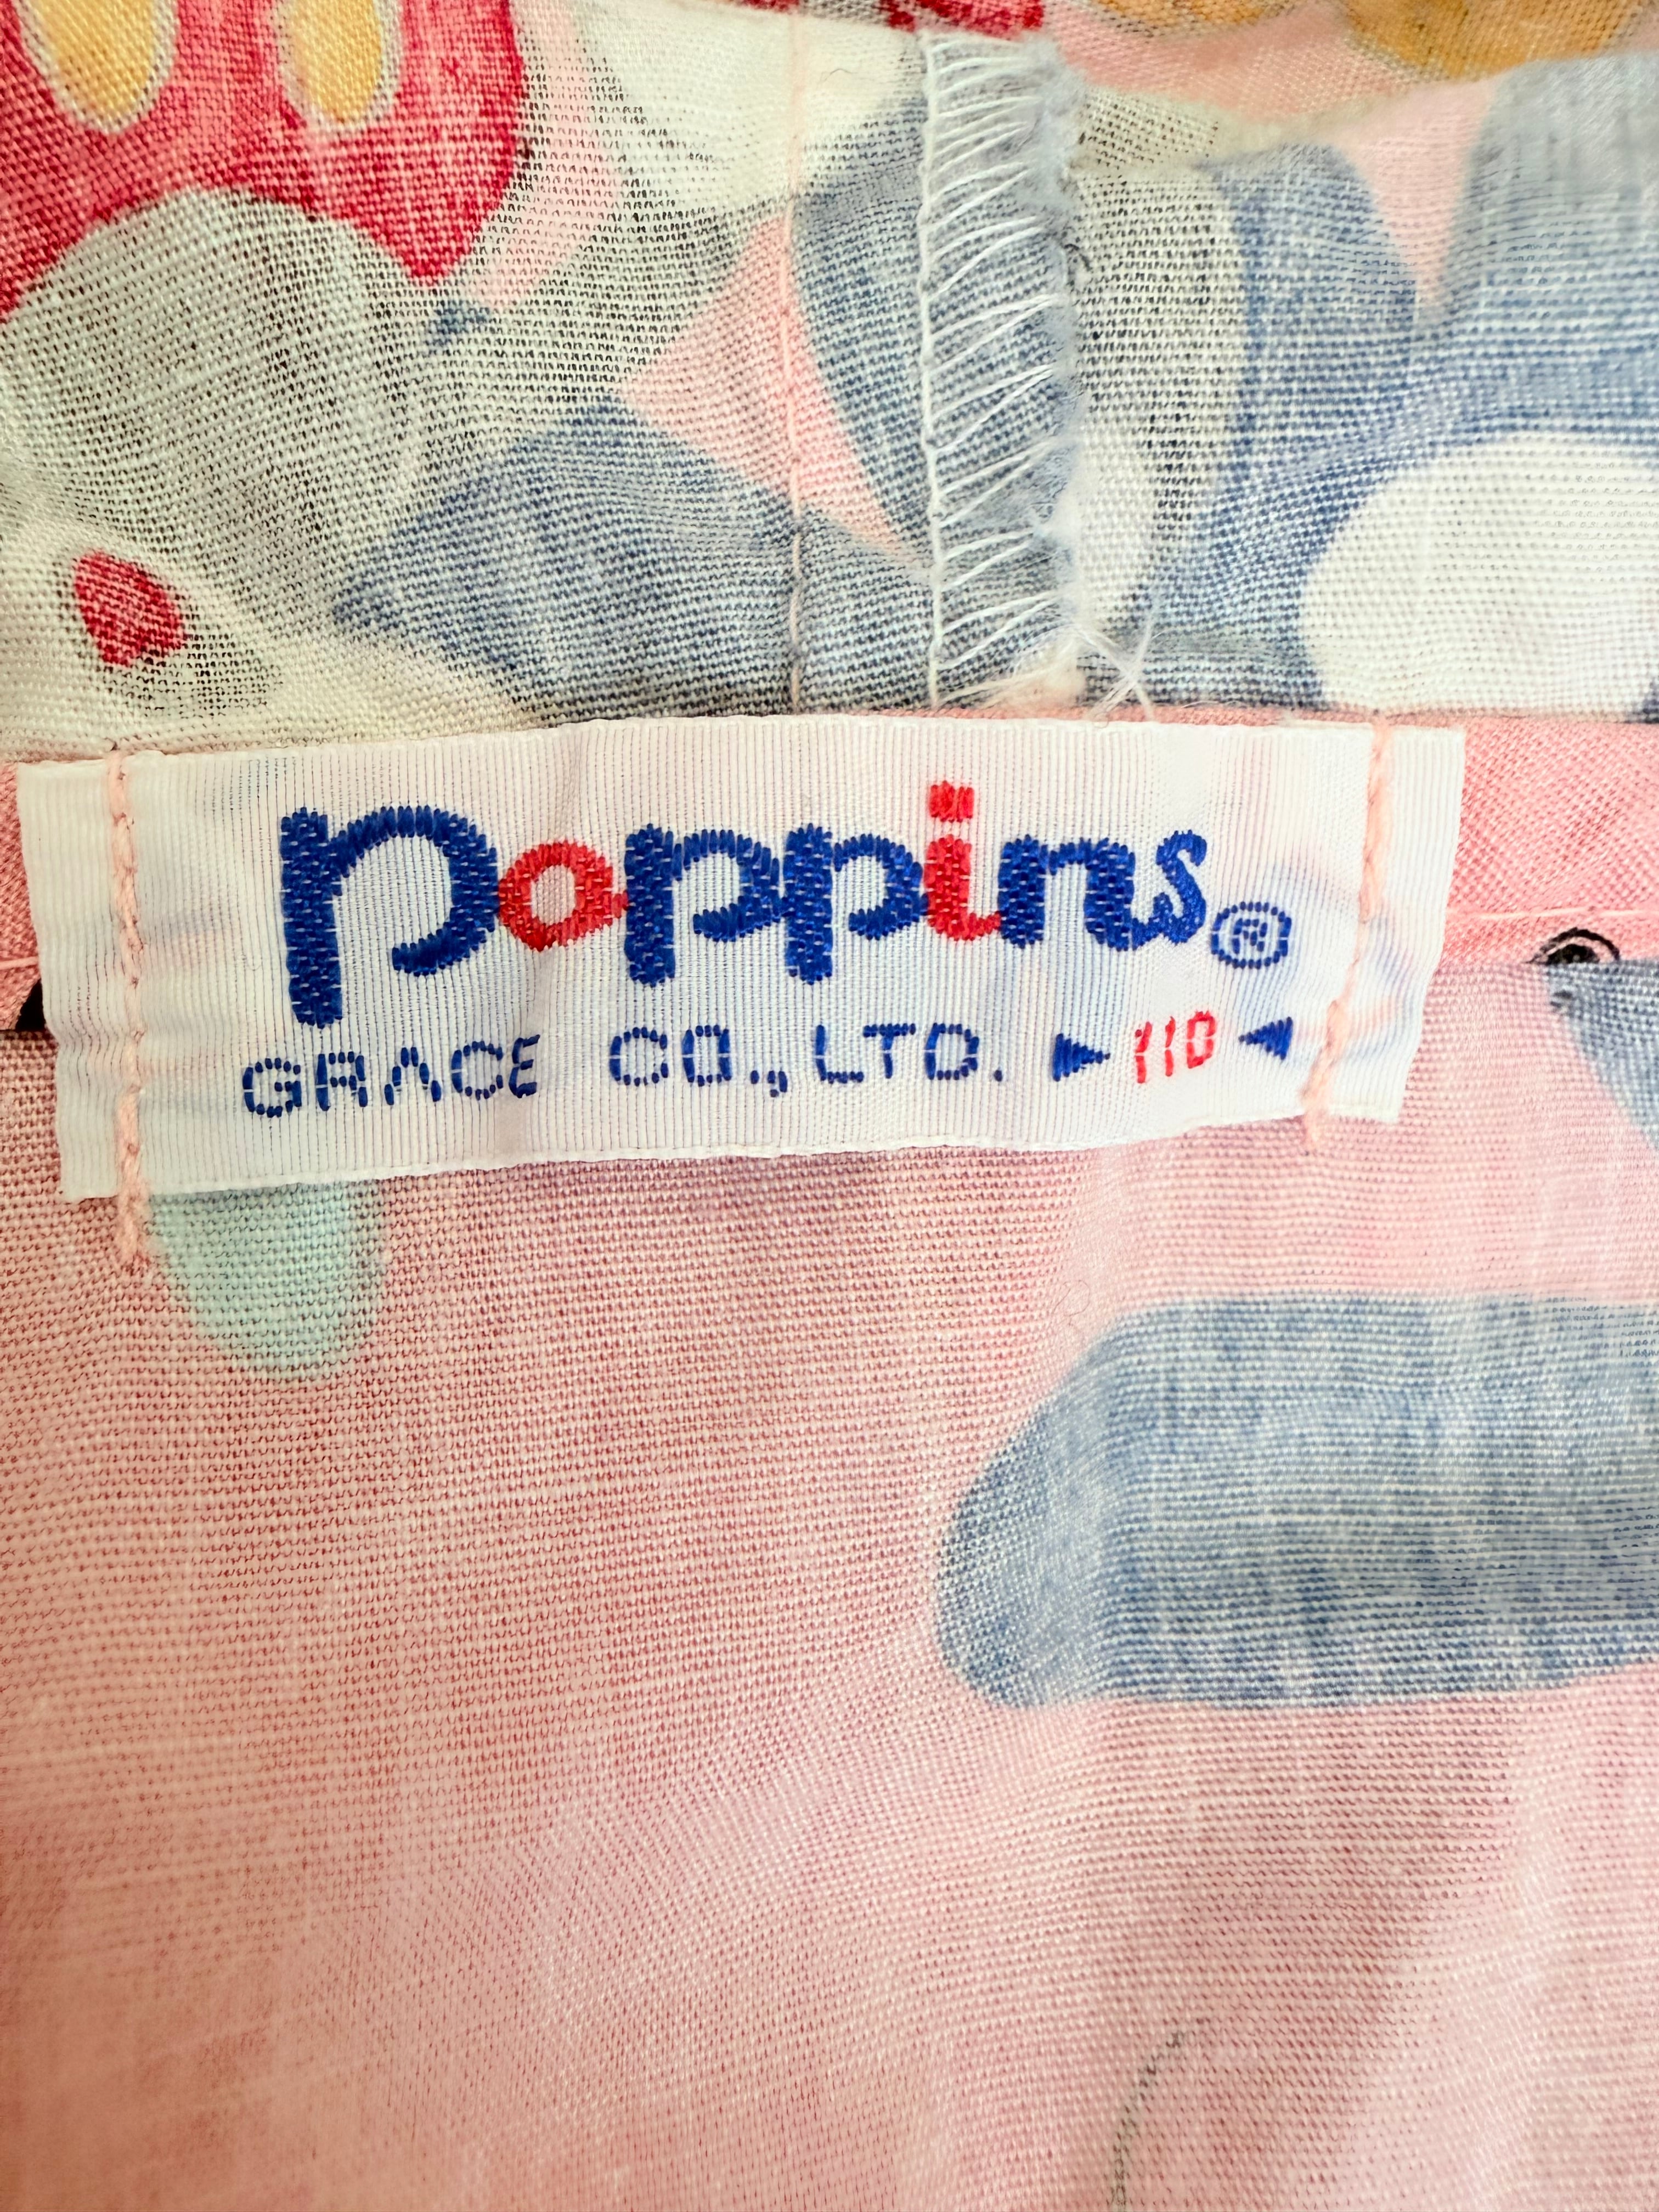 poppins®
GRACE CO., LTD. ▶110◀